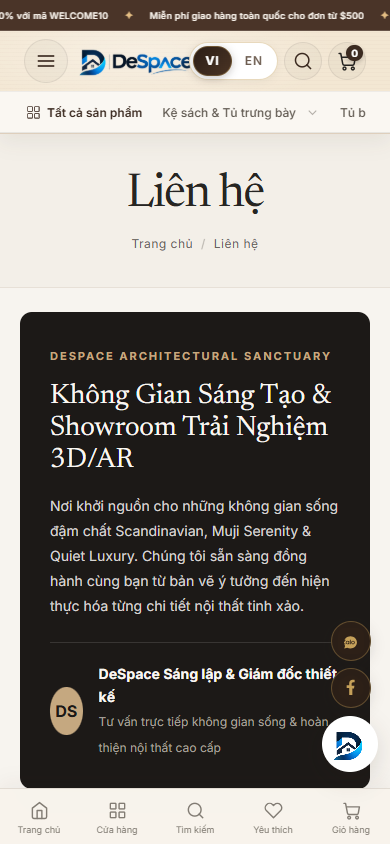 0% với mã WELCOME10 ✦ Miễn phí giao hàng toàn quốc cho đơn từ $500 ✦
DeSpace VI EN 0
Tất cả sản phẩm Kệ sách & Tủ trưng bày Tủ b
Liên hệ
Trang chủ / Liên hệ
DESPACE ARCHITECTURAL SANCTUARY
Không Gian Sáng Tạo &
Showroom Trải Nghiệm
3D/AR
Nơi khởi nguồn cho những không gian sống
đậm chất Scandinavian, Muji Serenity &
Quiet Luxury. Chúng tôi sẵn sàng đồng
hành cùng bạn từ bản vẽ ý tưởng đến hiện
thực hóa từng chi tiết nội thất tinh xảo.
DeSpace Sáng lập & Giám đốc thiết
kế
DS
Tư vấn trực tiếp không gian sống & hoàn
thiện nội thất cao cấp
Zalo
Trang chủ Cửa hàng Tìm kiếm Yêu thích Giỏ hàng